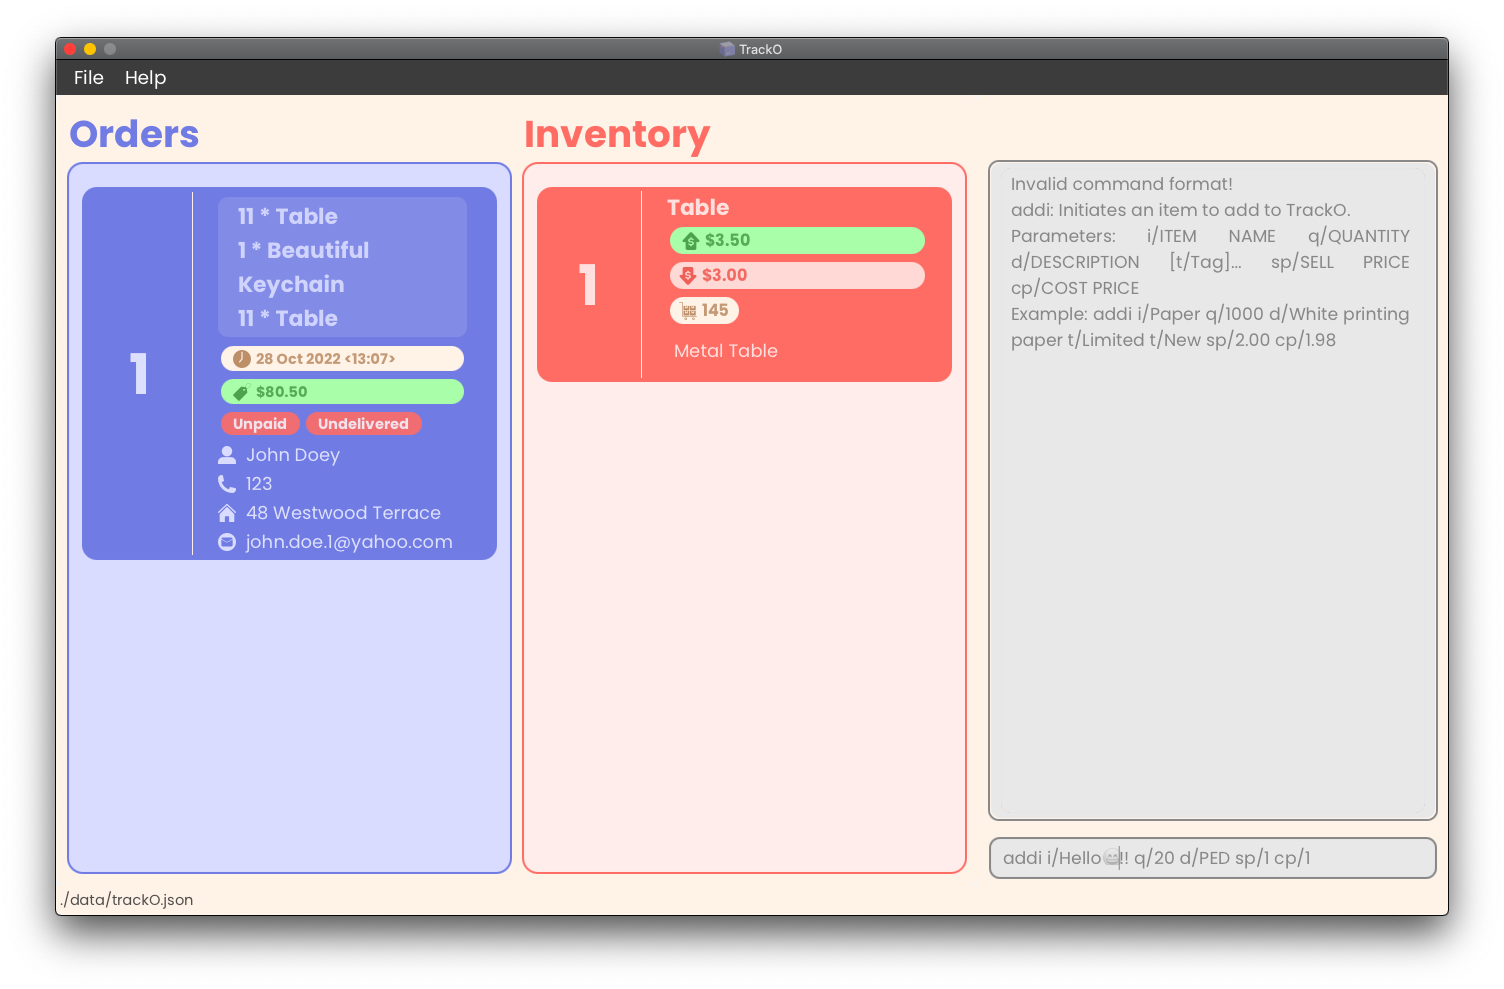 TrackO
File Help
Orders
11 * Table
1 * Beautiful
Keychain
11 * Table
1
28 Oct 2022 <13:07>
$80.50
Unpaid Undelivered
John Doey
123
48 Westwood Terrace
john.doe.1@yahoo.com
Inventory
Table
1
$3.50
$3.00
145
Metal Table
Invalid command format!
addi: Initiates an item to add to TrackO.
Parameters: i/ITEM NAME q/QUANTITY
d/DESCRIPTION [t/Tag]... sp/SELL PRICE
cp/COST PRICE
Example: addi i/Paper q/1000 d/White printing
paper t/Limited t/New sp/2.00 cp/1.98
addi i/Hello😀!! q/20 d/PED sp/1 cp/1
./data/trackO.json